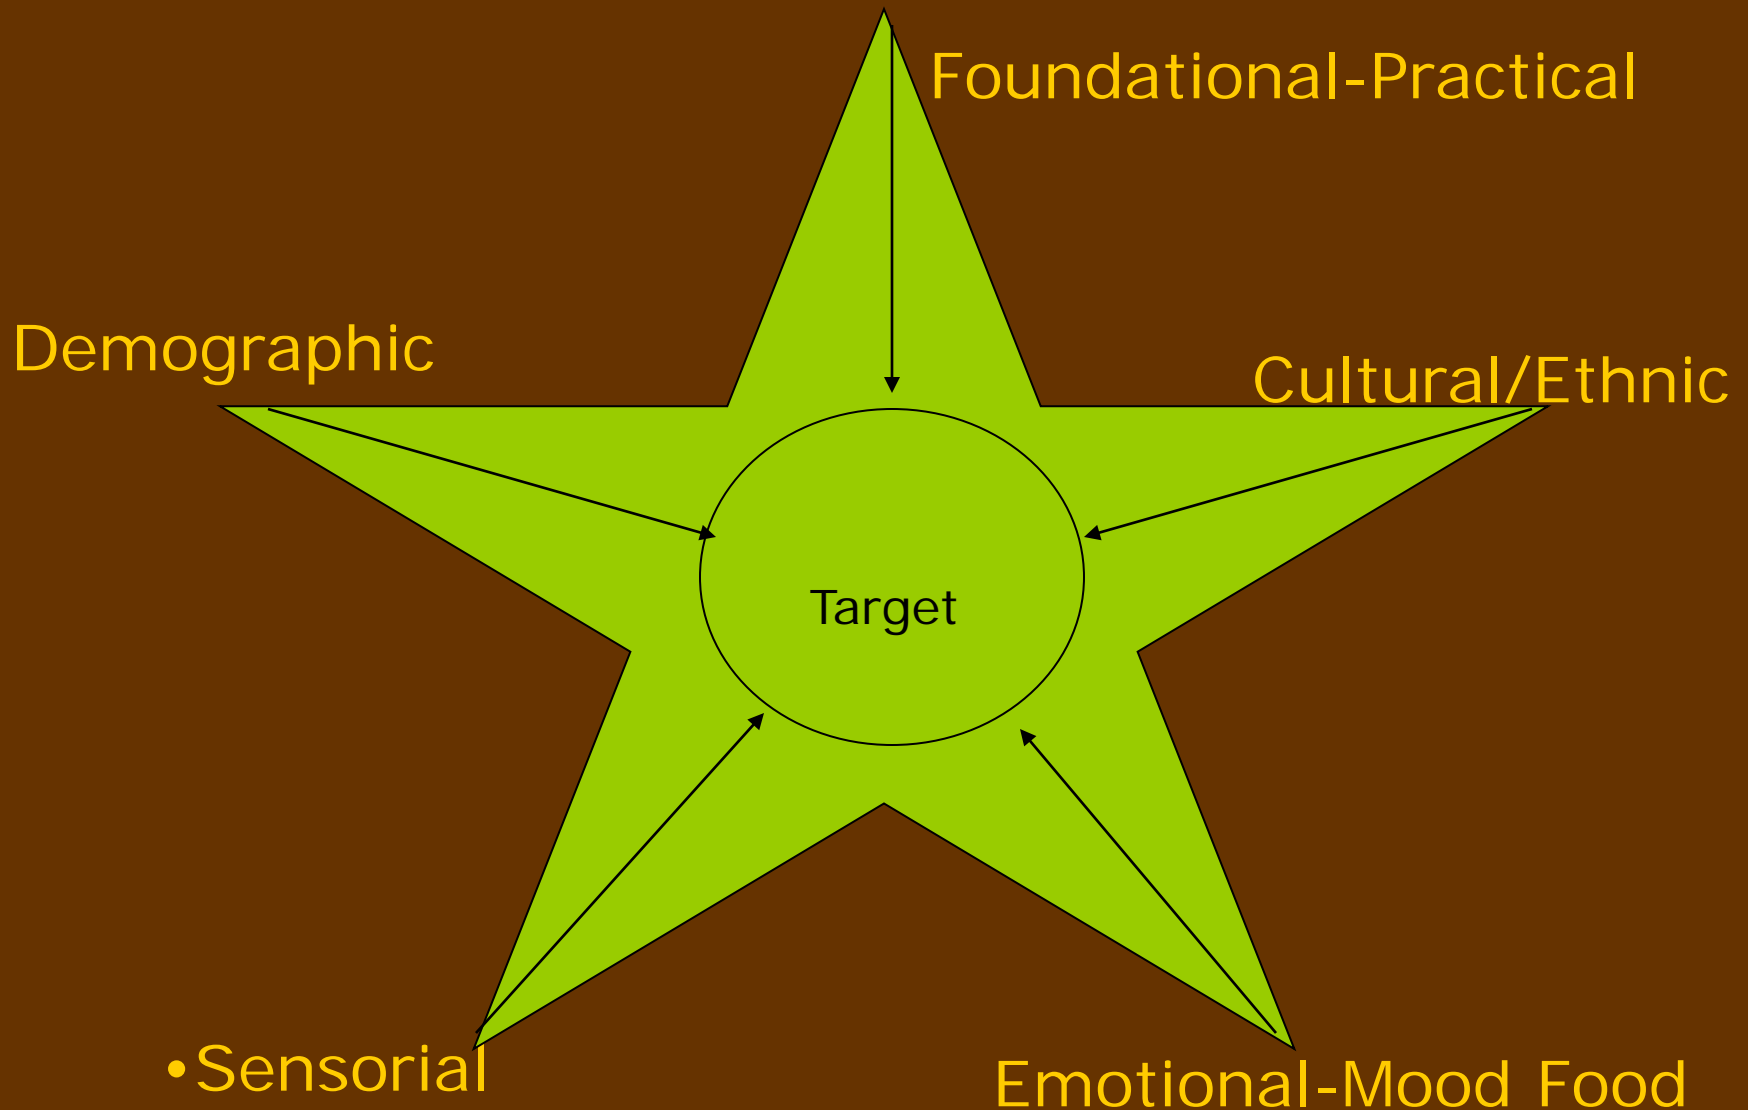 Foundational-Practical
Demographic
Cultural/Ethnic
Target
•Sensorial
Emotional-Mood Food